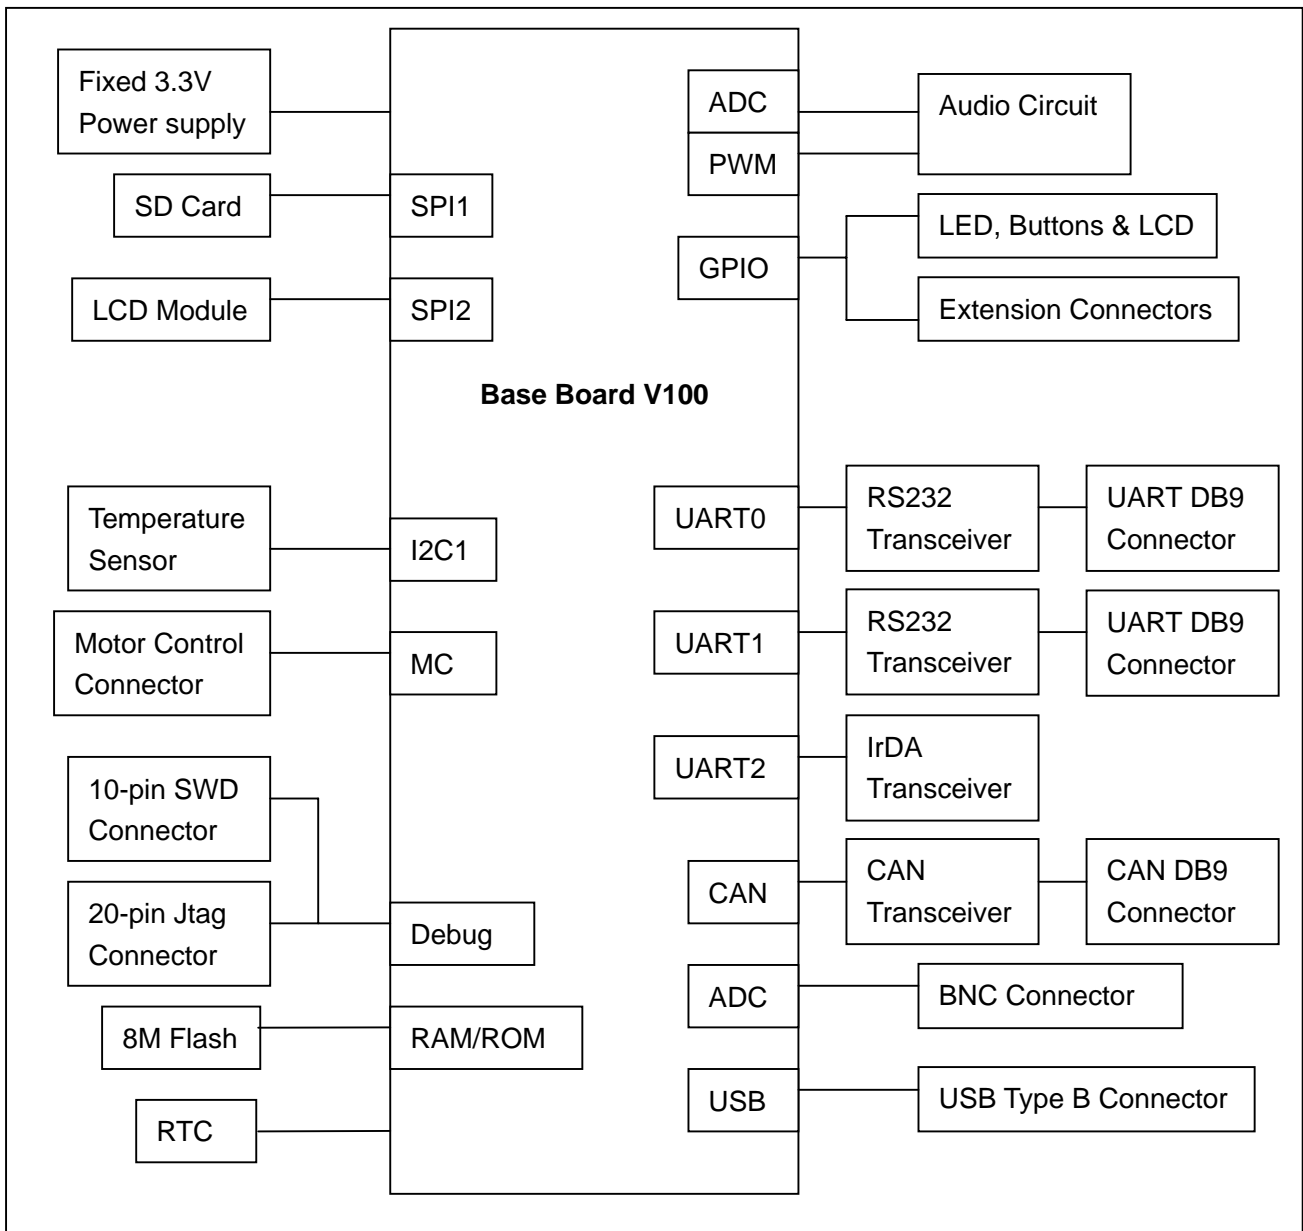 Fixed 3.3V
Power supply
SD Card
LCD Module
Temperature
Sensor
Motor Control
Connector
10-pin SWD
Connector
20-pin Jtag
Connector
8M Flash
RTC
SPI1
SPI2
I2C1
MC
Debug
RAM/ROM
Base Board V100
ADC
PWM
GPIO
UART0
UART1
UART2
CAN
ADC
USB
Audio Circuit
LED, Buttons & LCD
Extension Connectors
RS232
Transceiver
UART DB9
Connector
RS232
Transceiver
UART DB9
Connector
IrDA
Transceiver
CAN
Transceiver
CAN DB9
Connector
BNC Connector
USB Type B Connector